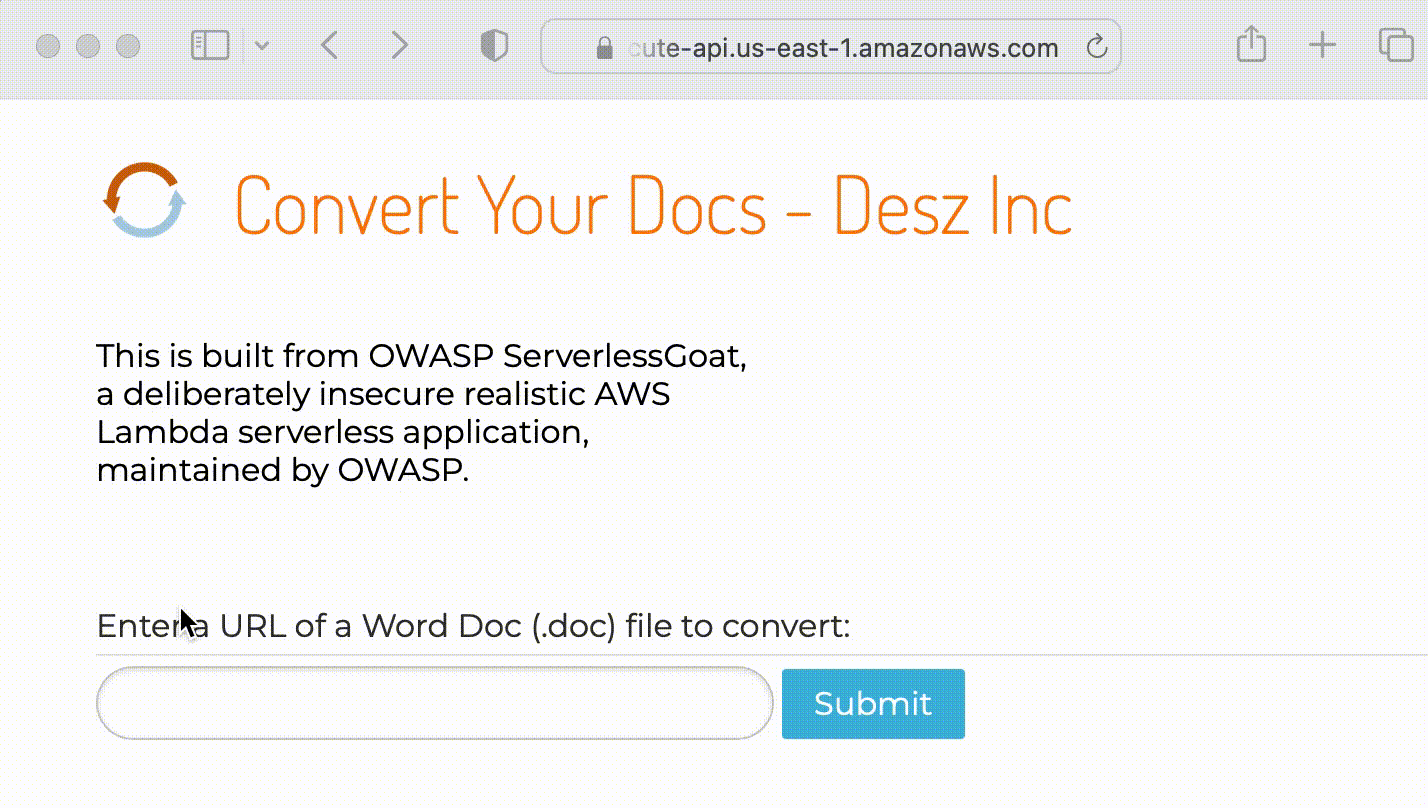 cute-api.us-east-1.amazonaws.com
Convert Your Docs - Desz Inc
This is built from OWASP ServerlessGoat,
a deliberately insecure realistic AWS
Lambda serverless application,
maintained by OWASP.
Enter a URL of a Word Doc (.doc) file to convert:
Submit